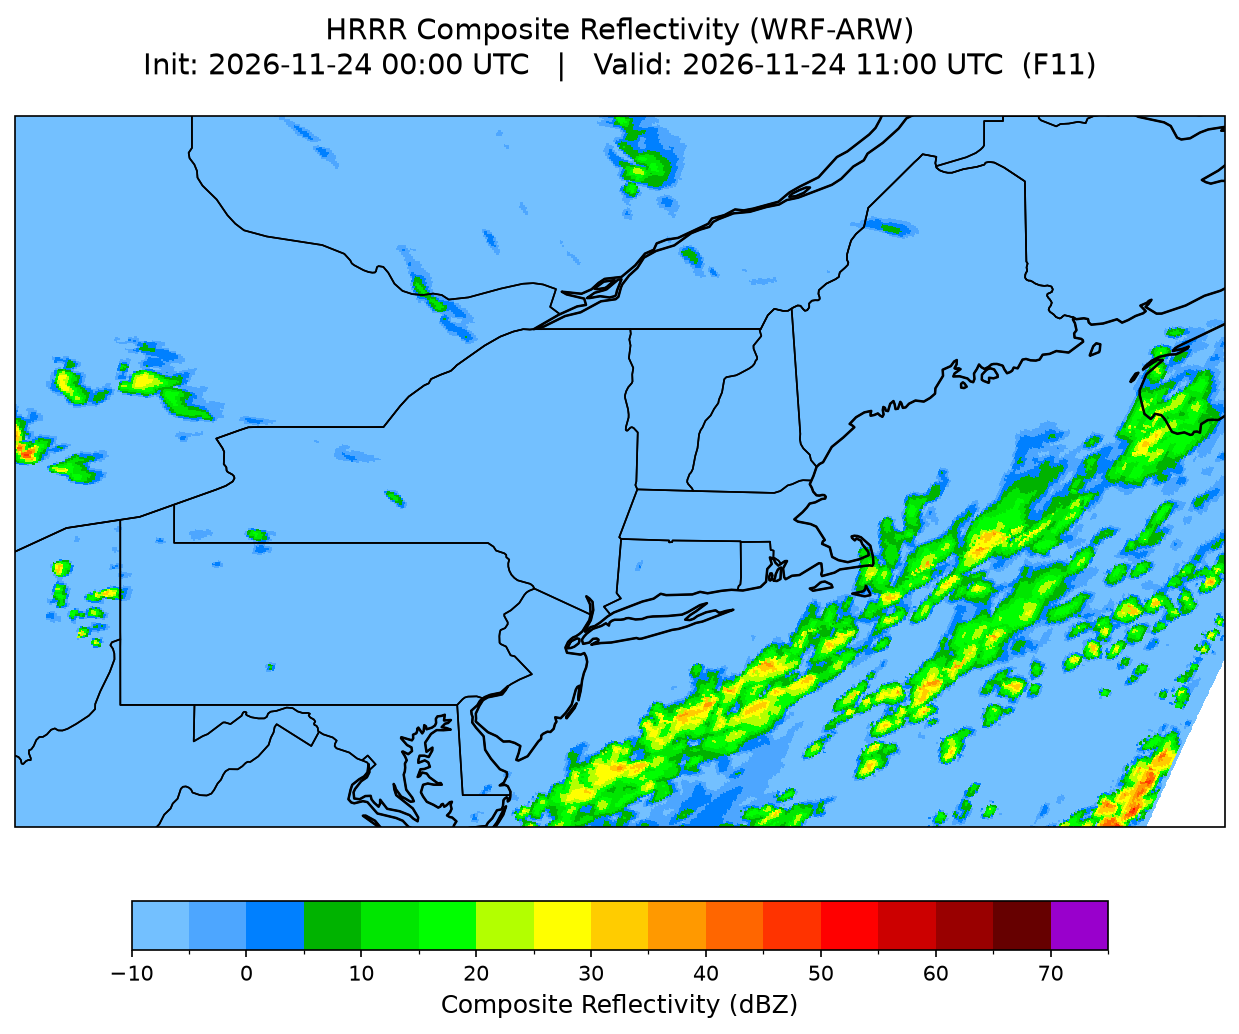 HRRR Composite Reflectivity (WRF-ARW)
Init: 2026-11-24 00:00 UTC   |   Valid: 2026-11-24 11:00 UTC  (F11)
−10 0 10 20 30 40 50 60 70
Composite Reflectivity (dBZ)